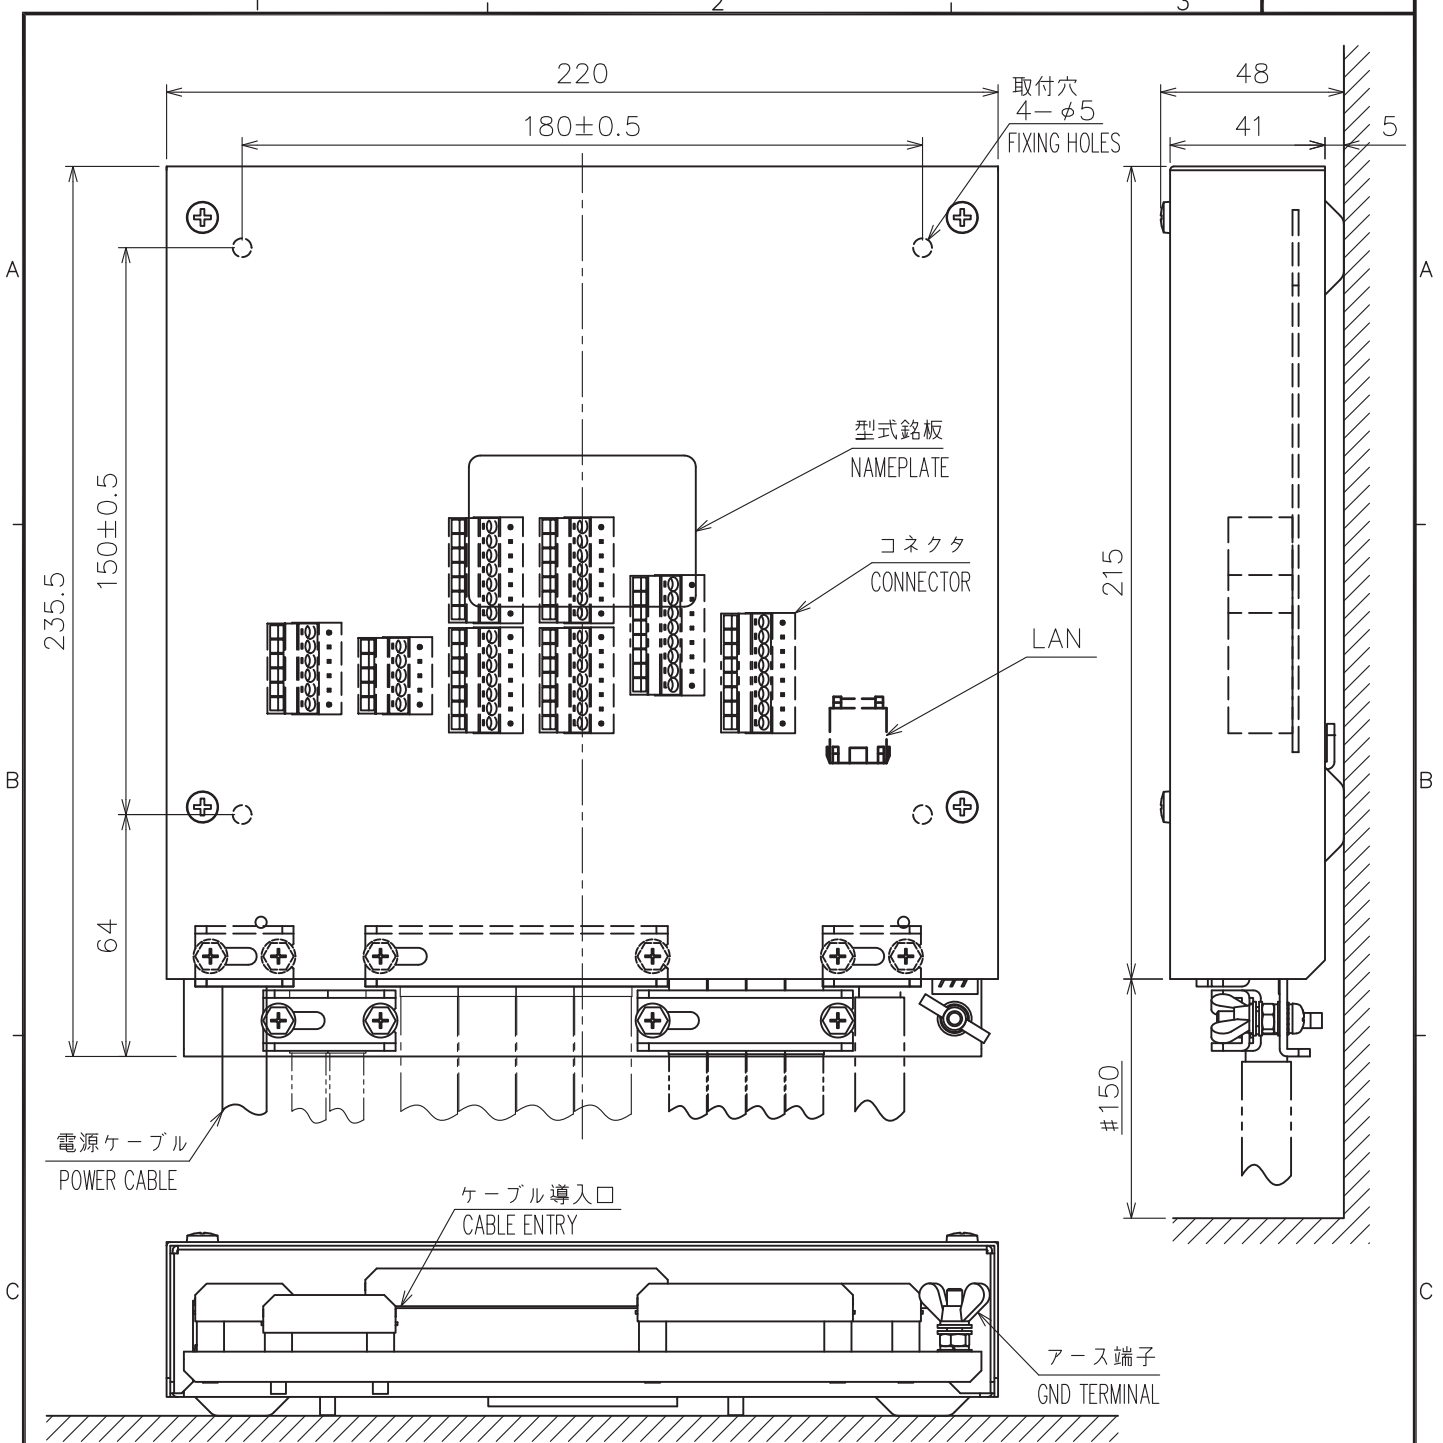 2
3
220
180±0.5
取付穴
4-φ5
FIXING HOLES
48
41
5
A
A
型式銘板
NAMEPLATE
コネクタ
CONNECTOR
150±0.5
235.5
215
LAN
B
B
64
#150
電源ケーブル
POWER CABLE
ケーブル導入口
CABLE ENTRY
C
C
アース端子
GND TERMINAL